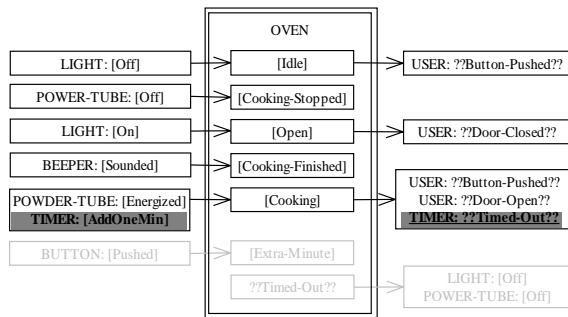 OVEN
LIGHT: [Off] [Idle] USER: ??Button-Pushed??
POWER-TUBE: [Off] [Cooking-Stopped]
LIGHT: [On] [Open] USER: ??Door-Closed??
BEEPER: [Sounded] [Cooking-Finished]
POWDER-TUBE: [Energized] [Cooking] USER: ??Button-Pushed??
USER: ??Door-Open??
TIMER: [AddOneMin] TIMER: ??Timed-Out??
BUTTON: [Pushed] [Extra-Minute]
??Timed-Out?? LIGHT: [Off]
POWER-TUBE: [Off]